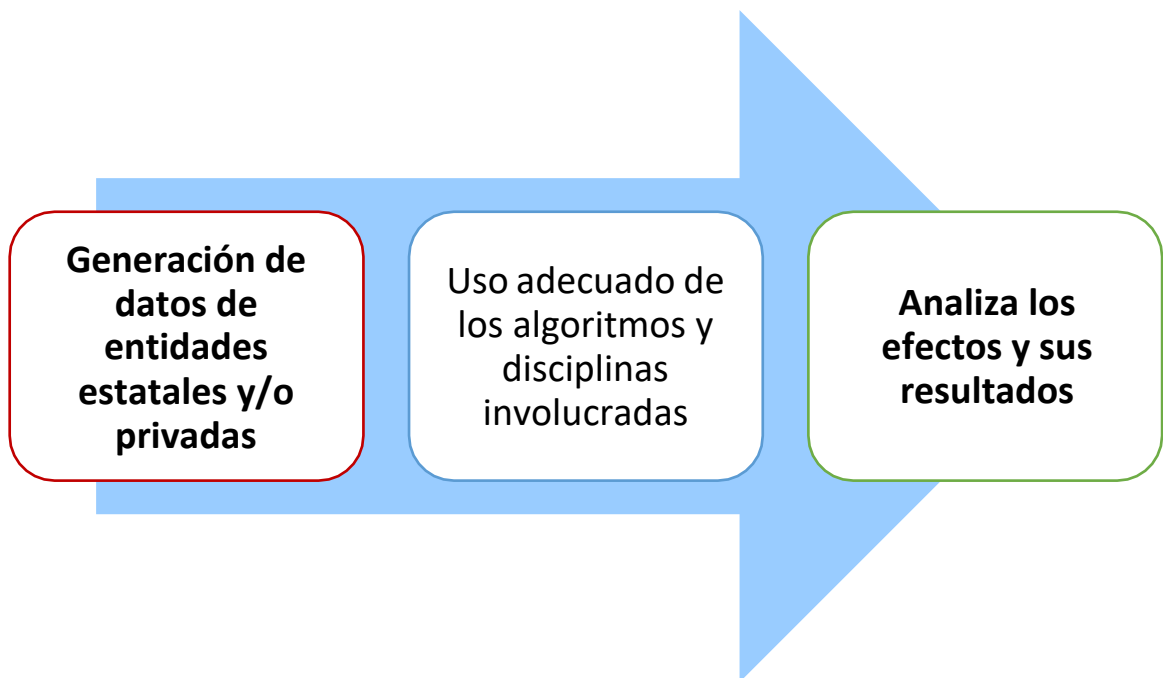 Generación de
datos de
entidades
estatales y/o
privadas
Uso adecuado de
los algoritmos y
disciplinas
involucradas
Analiza los
efectos y sus
resultados